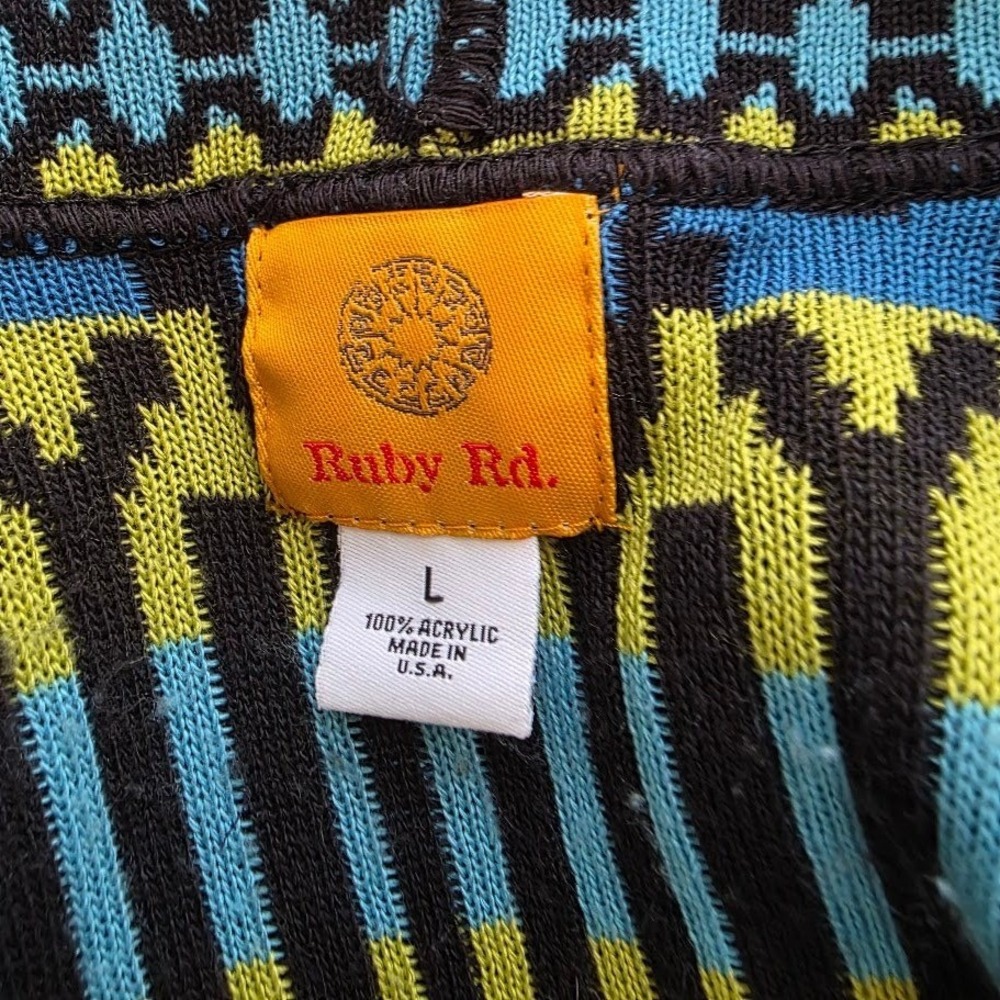 Ruby Rd.
L
100% ACRYLIC
MADE IN
U.S.A.